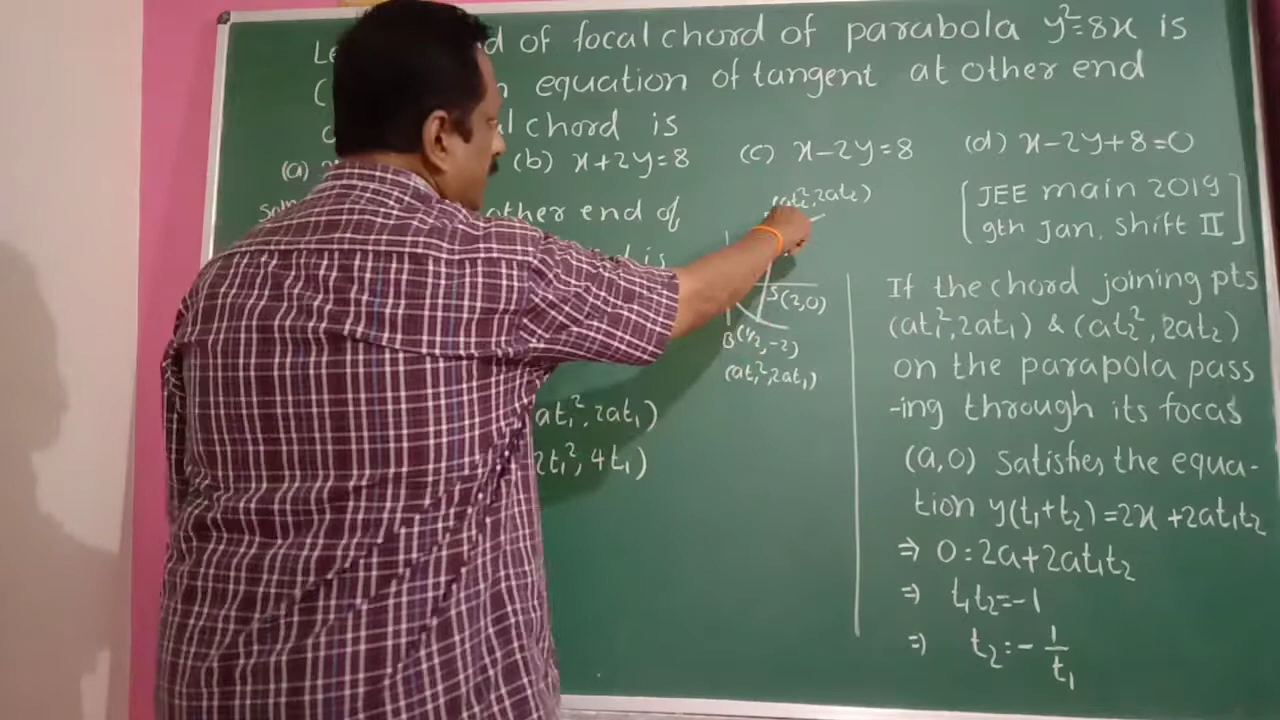 Le d of focal chord of parabola y²=8x is
( n equation of tangent at other end
l chord is
(a) (b) x+2y=8 (c) x-2y=8 (d) x-2y+8=0
[JEE main 2019
9th Jan, shift II]
other end of
is
(at₂²,2at₂)
S(2,0)
B(1/2,-2)
(at₁²,2at₁)
at₁²,2at₁)
2t₁²,4t₁)
If the chord joining pts
(at₁²,2at₁) & (at₂²,2at₂)
on the parapola pass
-ing through its focas
(a,0) satisfies the equa-
tion y(t₁+t₂)=2x+2at₁t₂
⇒ 0=2a+2at₁t₂
⇒ t₁t₂=-1
⇒ t₂=-1/t₁